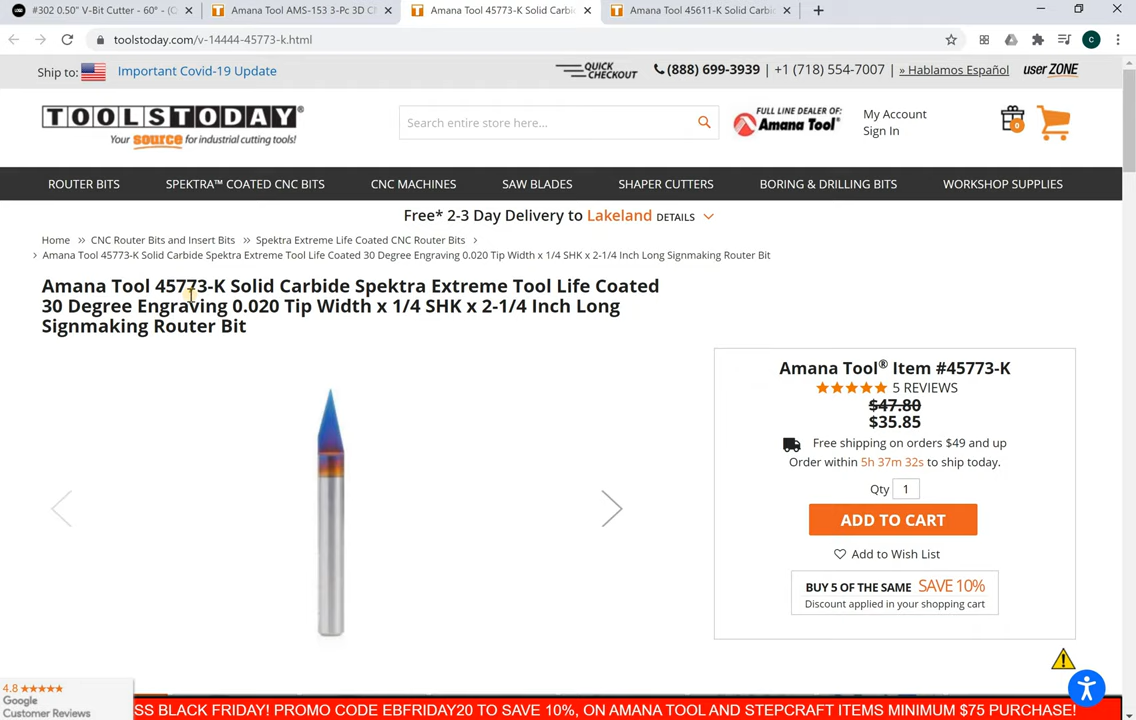 #302 0.50" V-Bit Cutter - 60° - (C
Amana Tool AMS-153 3-Pc 3D C
Amana Tool 45773-K Solid Carbi
Amana Tool 45611-K Solid Carbi
toolstoday.com/v-14444-45773-k.html
C
Ship to:
Important Covid-19 Update
QUICK CHECKOUT
(888) 699-3939 | +1 (718) 554-7007 | » Hablamos Español
user ZONE
TOOLSTODAY®
Your source for industrial cutting tools!
Search entire store here...
FULL LINE DEALER OF:
Amana Tool®
My Account
Sign In
0
ROUTER BITS
SPEKTRA™ COATED CNC BITS
CNC MACHINES
SAW BLADES
SHAPER CUTTERS
BORING & DRILLING BITS
WORKSHOP SUPPLIES
Free* 2-3 Day Delivery to Lakeland DETAILS
Home » CNC Router Bits and Insert Bits » Spektra Extreme Life Coated CNC Router Bits ›
› Amana Tool 45773-K Solid Carbide Spektra Extreme Tool Life Coated 30 Degree Engraving 0.020 Tip Width x 1/4 SHK x 2-1/4 Inch Long Signmaking Router Bit
Amana Tool 45773-K Solid Carbide Spektra Extreme Tool Life Coated
30 Degree Engraving 0.020 Tip Width x 1/4 SHK x 2-1/4 Inch Long
Signmaking Router Bit
Amana Tool® Item #45773-K
5 REVIEWS
$47.80
$35.85
Free shipping on orders $49 and up
Order within 5h 37m 32s to ship today.
Qty 1
ADD TO CART
Add to Wish List
BUY 5 OF THE SAME SAVE 10%
Discount applied in your shopping cart
4.8
Google
Customer Reviews
SS BLACK FRIDAY! PROMO CODE EBFRIDAY20 TO SAVE 10%, ON AMANA TOOL AND STEPCRAFT ITEMS MINIMUM $75 PURCHASE!